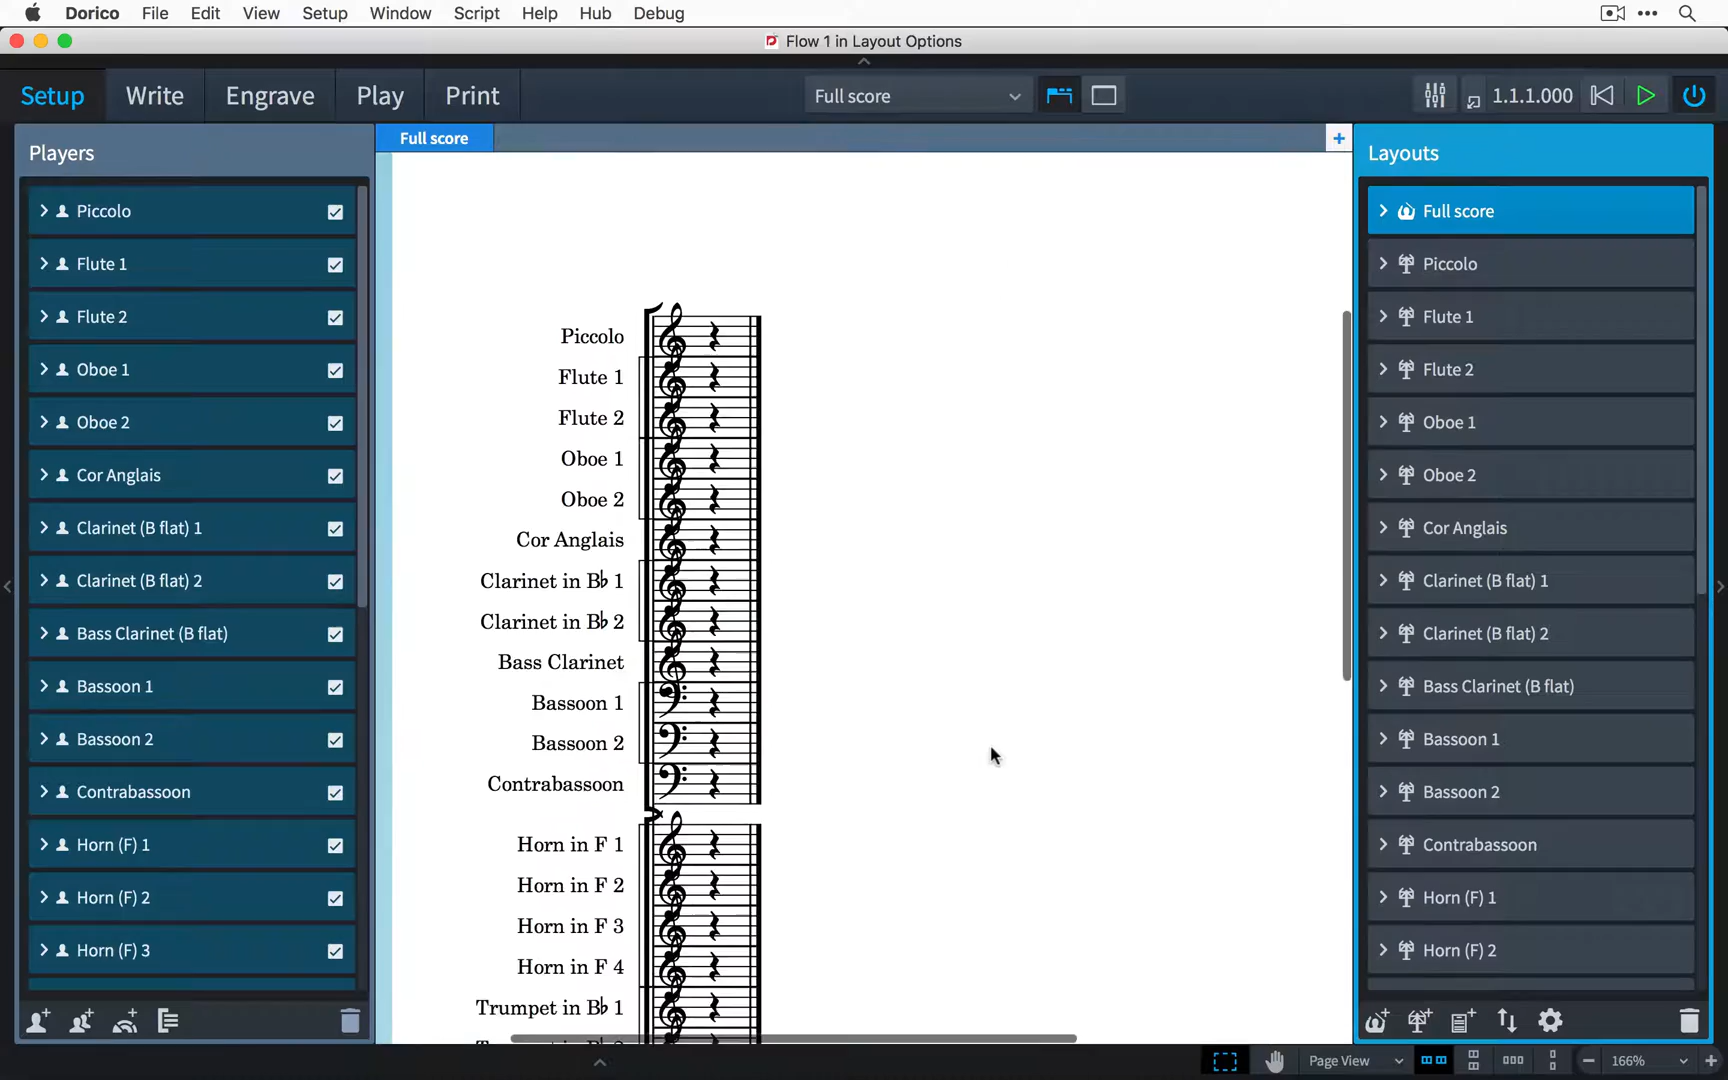 Dorico File Edit View Setup Window Script Help Hub Debug
Flow 1 in Layout Options
Setup Write Engrave Play Print Full score 1.1.1.000
Players
Piccolo
Flute 1
Flute 2
Oboe 1
Oboe 2
Cor Anglais
Clarinet (B flat) 1
Clarinet (B flat) 2
Bass Clarinet (B flat)
Bassoon 1
Bassoon 2
Contrabassoon
Horn (F) 1
Horn (F) 2
Horn (F) 3
Full score
Piccolo
Flute 1
Flute 2
Oboe 1
Oboe 2
Cor Anglais
Clarinet in B♭ 1
Clarinet in B♭ 2
Bass Clarinet
Bassoon 1
Bassoon 2
Contrabassoon
Horn in F 1
Horn in F 2
Horn in F 3
Horn in F 4
Trumpet in B♭ 1
Layouts
Full score
Piccolo
Flute 1
Flute 2
Oboe 1
Oboe 2
Cor Anglais
Clarinet (B flat) 1
Clarinet (B flat) 2
Bass Clarinet (B flat)
Bassoon 1
Bassoon 2
Contrabassoon
Horn (F) 1
Horn (F) 2
Page View 166%